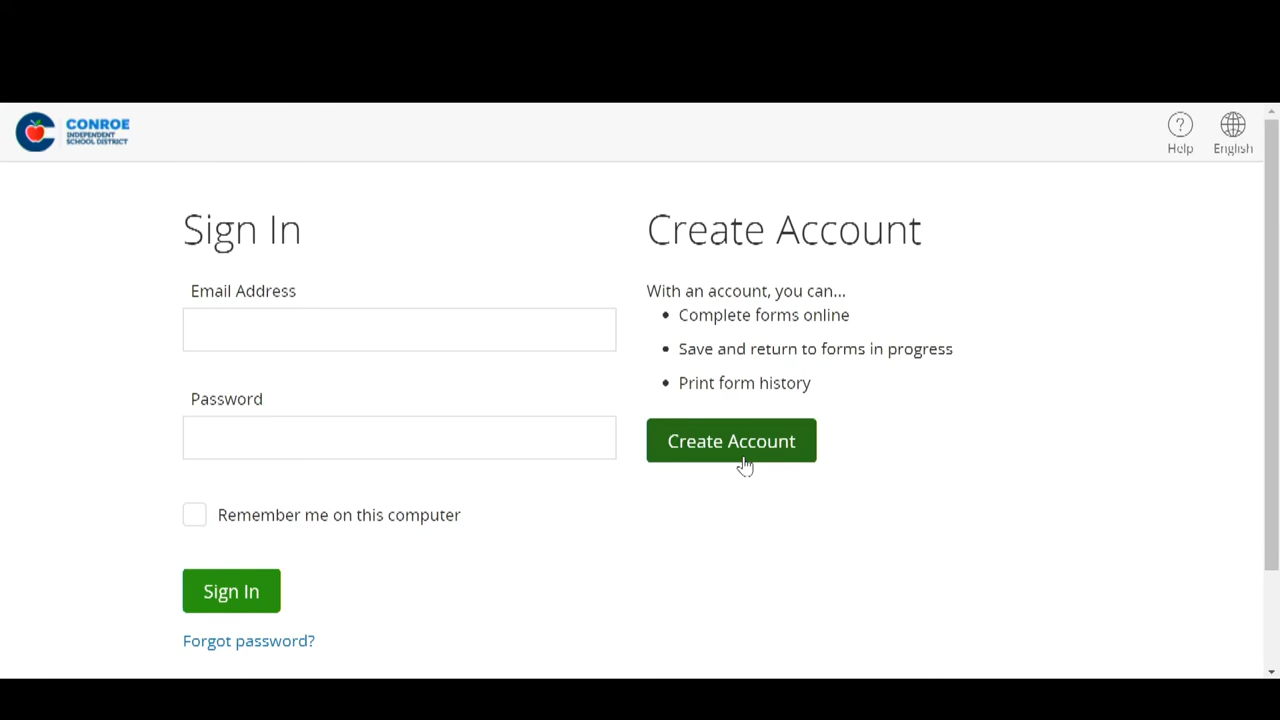 CONROE
INDEPENDENT
SCHOOL DISTRICT
Help
English
Sign In
Email Address
Password
Remember me on this computer
Sign In
Forgot password?
Create Account
With an account, you can...
• Complete forms online
• Save and return to forms in progress
• Print form history
Create Account